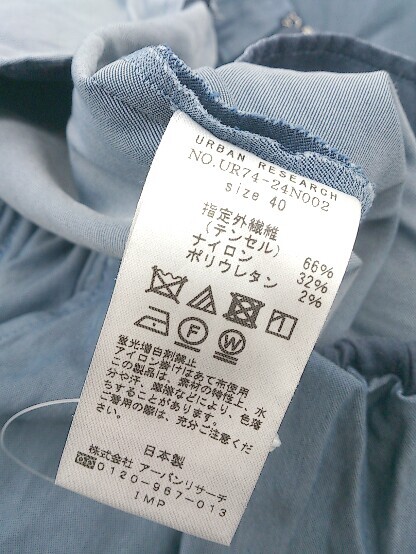 URBAN RESEARCH
NO.UR74-24N002
size 40
指定外繊維
(テンセル) 66%
ナイロン 32%
ポリウレタン 2%
F W
蛍光増白剤禁止
アイロン掛けはあて布使用
この製品は、素材の特性上、水
分や汗、摩擦などにより、色落
ちすることがあります。
ご着用の際は、充分ご注意くだ
さい。
日本製
株式会社 アーバンリサーチ
0120-967-013
IMP